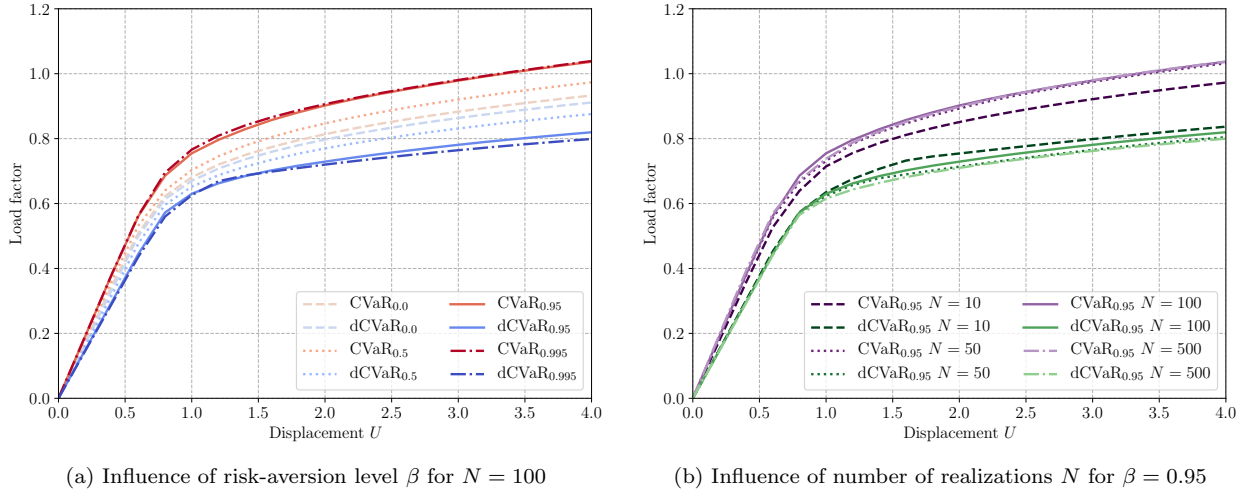 1.2
1.0
0.8
0.6
0.4
0.2
0.0
Load factor
0.0 0.5 1.0 1.5 2.0 2.5 3.0 3.5 4.0
Displacement U
CVaR0.0
dCVaR0.0
CVaR0.5
dCVaR0.5
CVaR0.95
dCVaR0.95
CVaR0.995
dCVaR0.995
(a) Influence of risk-aversion level β for N = 100
1.2
1.0
0.8
0.6
0.4
0.2
0.0
Load factor
0.0 0.5 1.0 1.5 2.0 2.5 3.0 3.5 4.0
Displacement U
CVaR0.95 N = 10
dCVaR0.95 N = 10
CVaR0.95 N = 50
dCVaR0.95 N = 50
CVaR0.95 N = 100
dCVaR0.95 N = 100
CVaR0.95 N = 500
dCVaR0.95 N = 500
(b) Influence of number of realizations N for β = 0.95